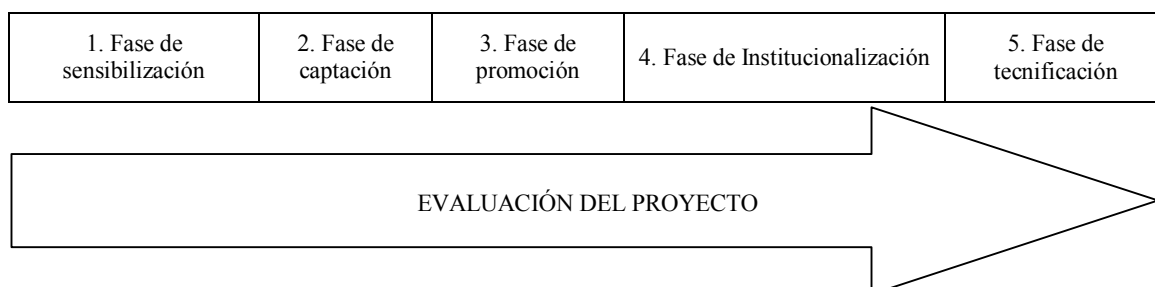 1. Fase de
sensibilización
2. Fase de
captación
3. Fase de
promoción
4. Fase de Institucionalización
5. Fase de
tecnificación
EVALUACIÓN DEL PROYECTO